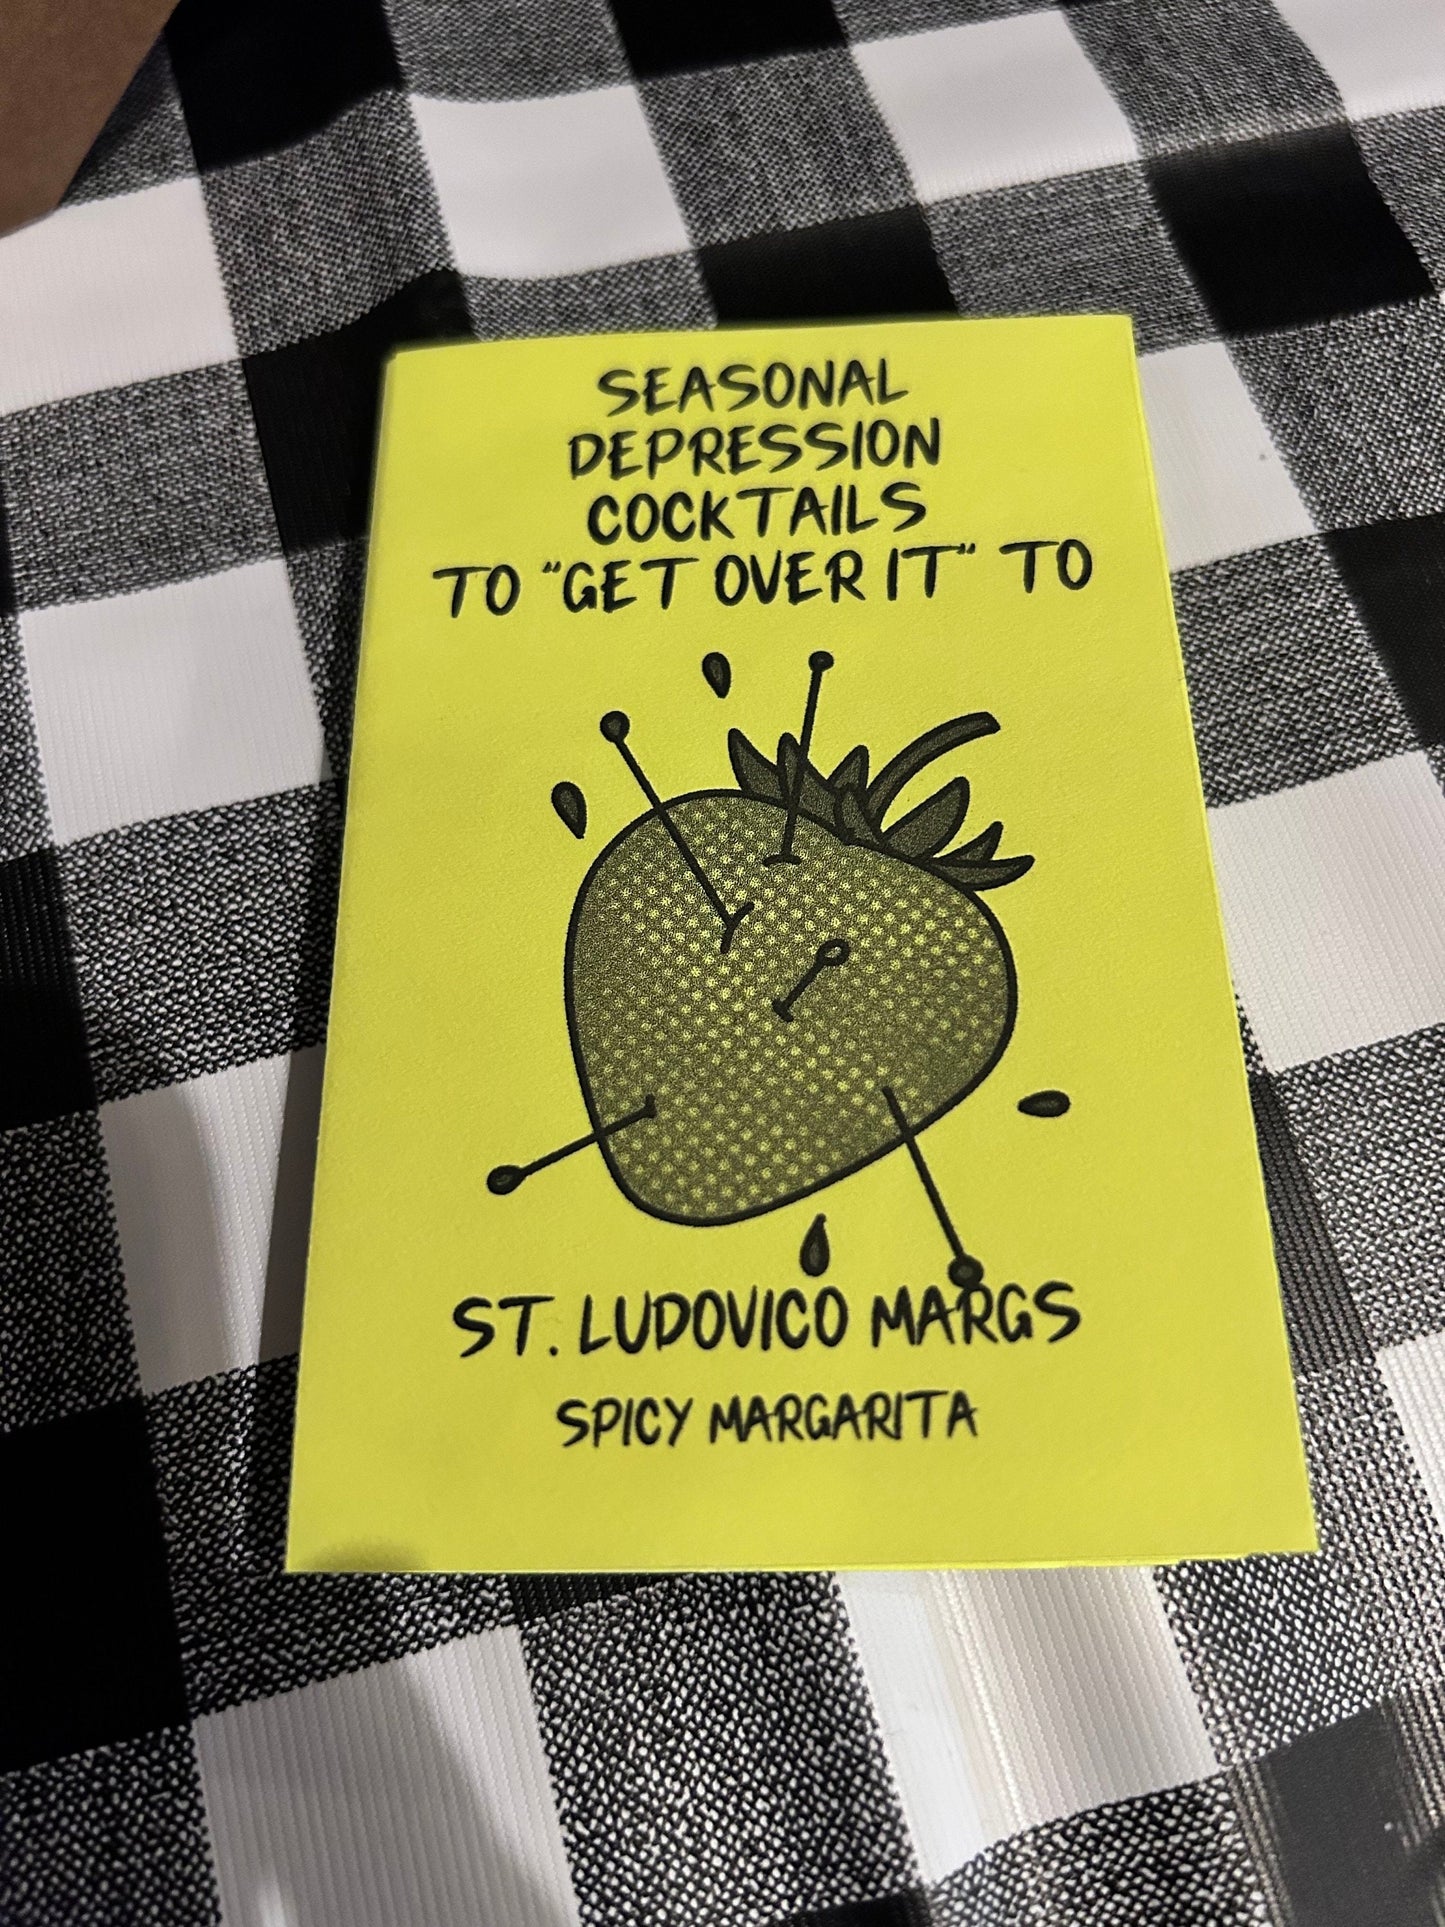 SEASONAL
DEPRESSION
COCKTAILS
TO "GET OVER IT" TO
ST. LUDOVICO MARGS
SPICY MARGARITA